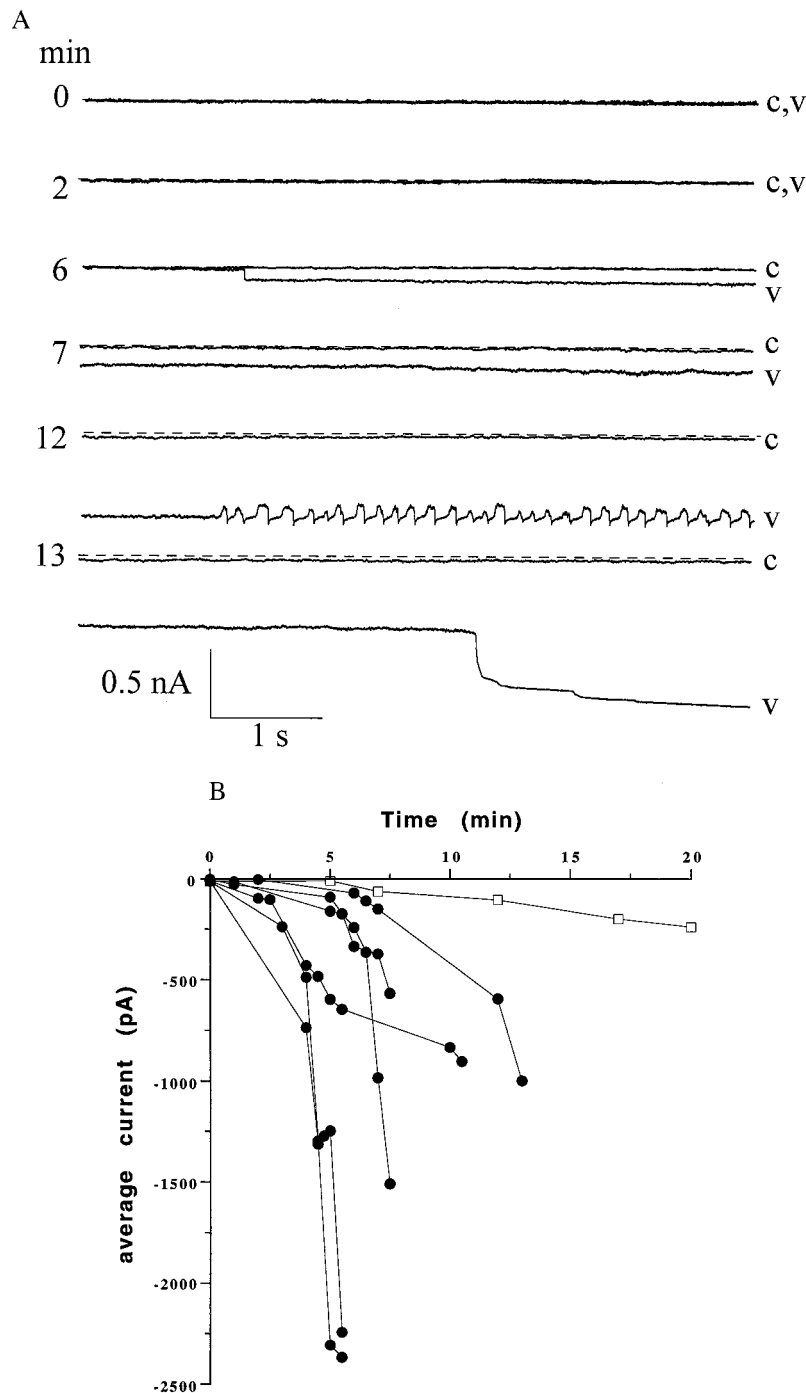 A
min
0 c,v
2 c,v
6 c
v
7 c
v
12 c
v
13 c
0.5 nA v
1 s
B
Time (min)
0 5 10 15 20
0
-500
-1000
-1500
-2000
-2500
average current (pA)